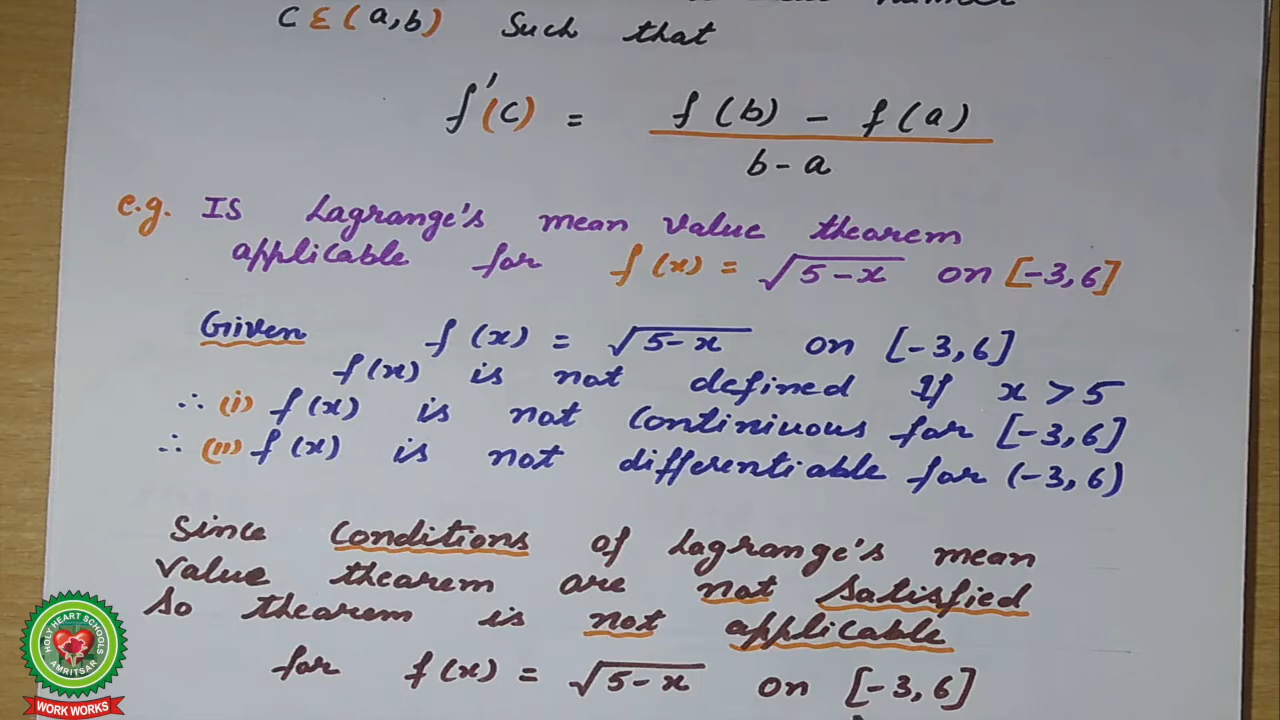 number
C ε (a,b) Such that
f'(c) = f(b) - f(a)
b-a
e.g. IS Lagrange's mean value theorem
applicable for f(x) = √5-x on [-3,6]
Given f(x) = √5-x on [-3,6]
f(x) is not defined If x > 5
∴ (i) f(x) is not continiuous for [-3,6]
∴ (ii) f(x) is not differentiable for (-3,6)
Since conditions of Lagrange's mean
value thearem are not satisfied
So thearem is not applicable
for f(x) = √5-x on [-3,6]
HOLY HEART SCHOOLS
AMRITSAR
WORK WORKS